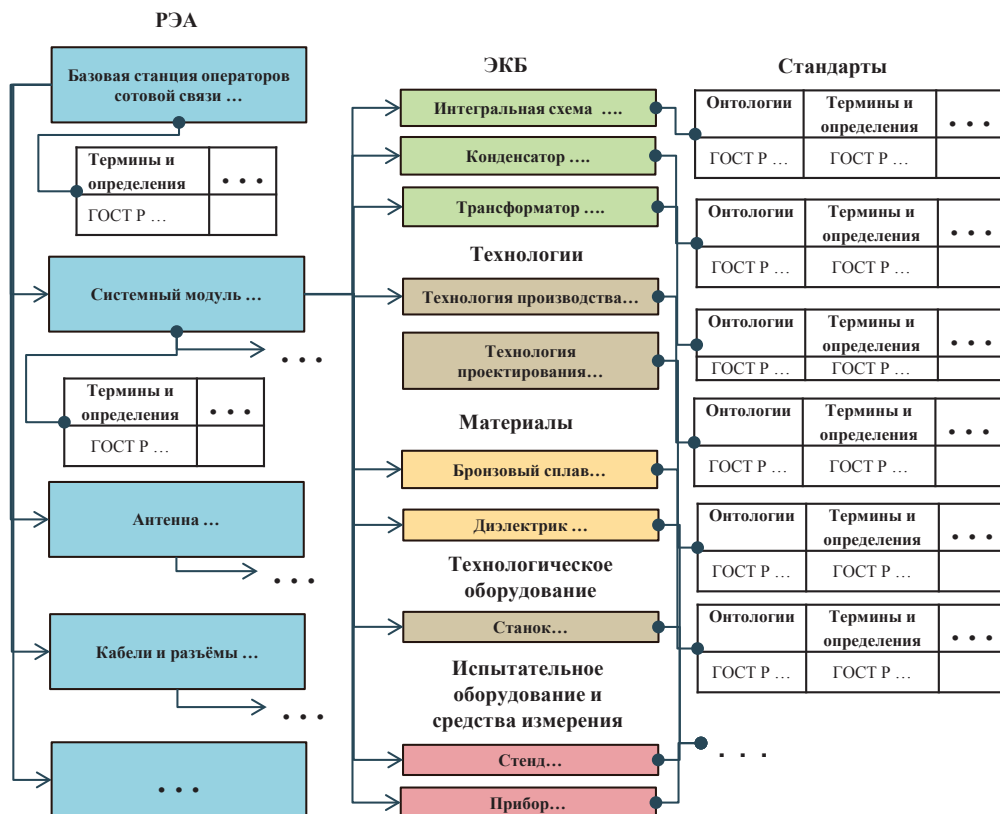 РЭА
Базовая станция операторов
сотовой связи …
Термины и
определения
. . .
ГОСТ Р …
Системный модуль …
. . .
Термины и
определения
. . .
ГОСТ Р …
Антенна …
. . .
Кабели и разъёмы …
. . .
. . .
ЭКБ
Интегральная схема ….
Конденсатор ….
Трансформатор ….
Технологии
Технология производства…
Технология
проектирования…
Материалы
Бронзовый сплав…
Диэлектрик …
Технологическое
оборудование
Станок…
Испытательное
оборудование и
средства измерения
Стенд…
Прибор…
Стандарты
Онтологии Термины и
определения . . .
ГОСТ Р … ГОСТ Р …
Онтологии Термины и
определения . . .
ГОСТ Р … ГОСТ Р …
Онтологии Термины и
определения . . .
ГОСТ Р … ГОСТ Р …
Онтологии Термины и
определения . . .
ГОСТ Р … ГОСТ Р …
Онтологии Термины и
определения . . .
ГОСТ Р … ГОСТ Р …
Онтологии Термины и
определения . . .
ГОСТ Р … ГОСТ Р …
. . .